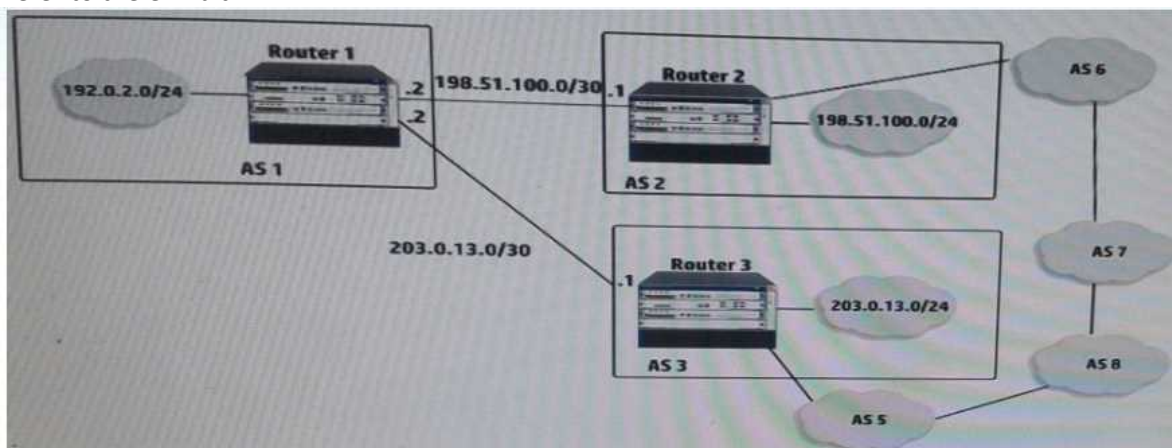 Router 1
192.0.2.0/24
.2
.2
AS 1
198.51.100.0/30
.1
Router 2
198.51.100.0/24
AS 2
AS 6
203.0.13.0/30
.1
Router 3
203.0.13.0/24
AS 3
AS 7
AS 8
AS 5